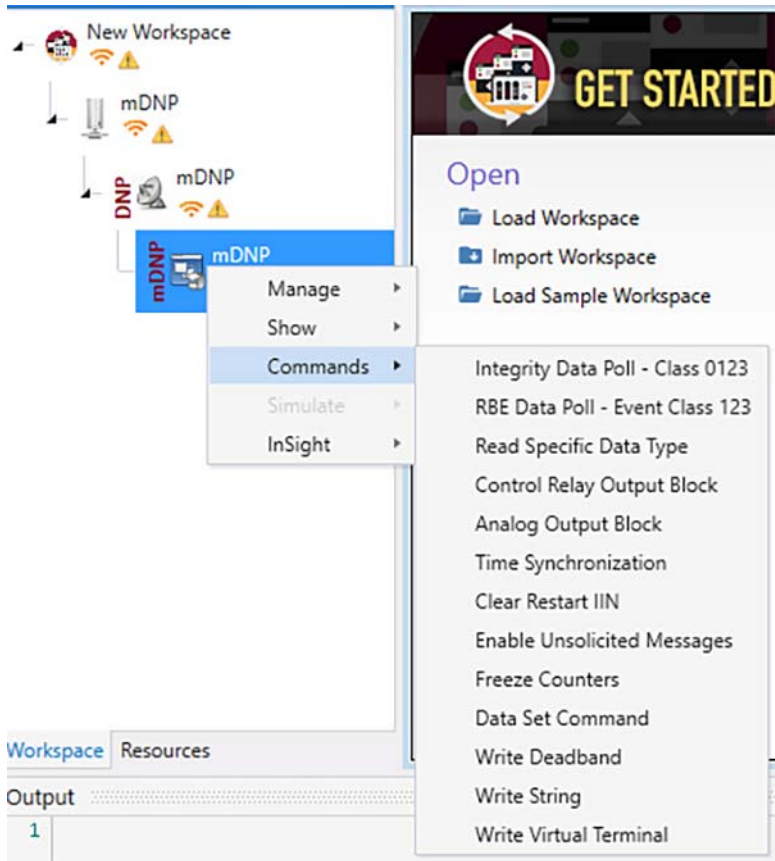 New Workspace
mDNP
DNP
mDNP
mDNP
mDNP
Manage
Show
Commands
Simulate
InSight
GET STARTED
Open
Load Workspace
Import Workspace
Load Sample Workspace
Integrity Data Poll - Class 0123
RBE Data Poll - Event Class 123
Read Specific Data Type
Control Relay Output Block
Analog Output Block
Time Synchronization
Clear Restart IIN
Enable Unsolicited Messages
Freeze Counters
Data Set Command
Write Deadband
Write String
Write Virtual Terminal
Workspace Resources
Output
1